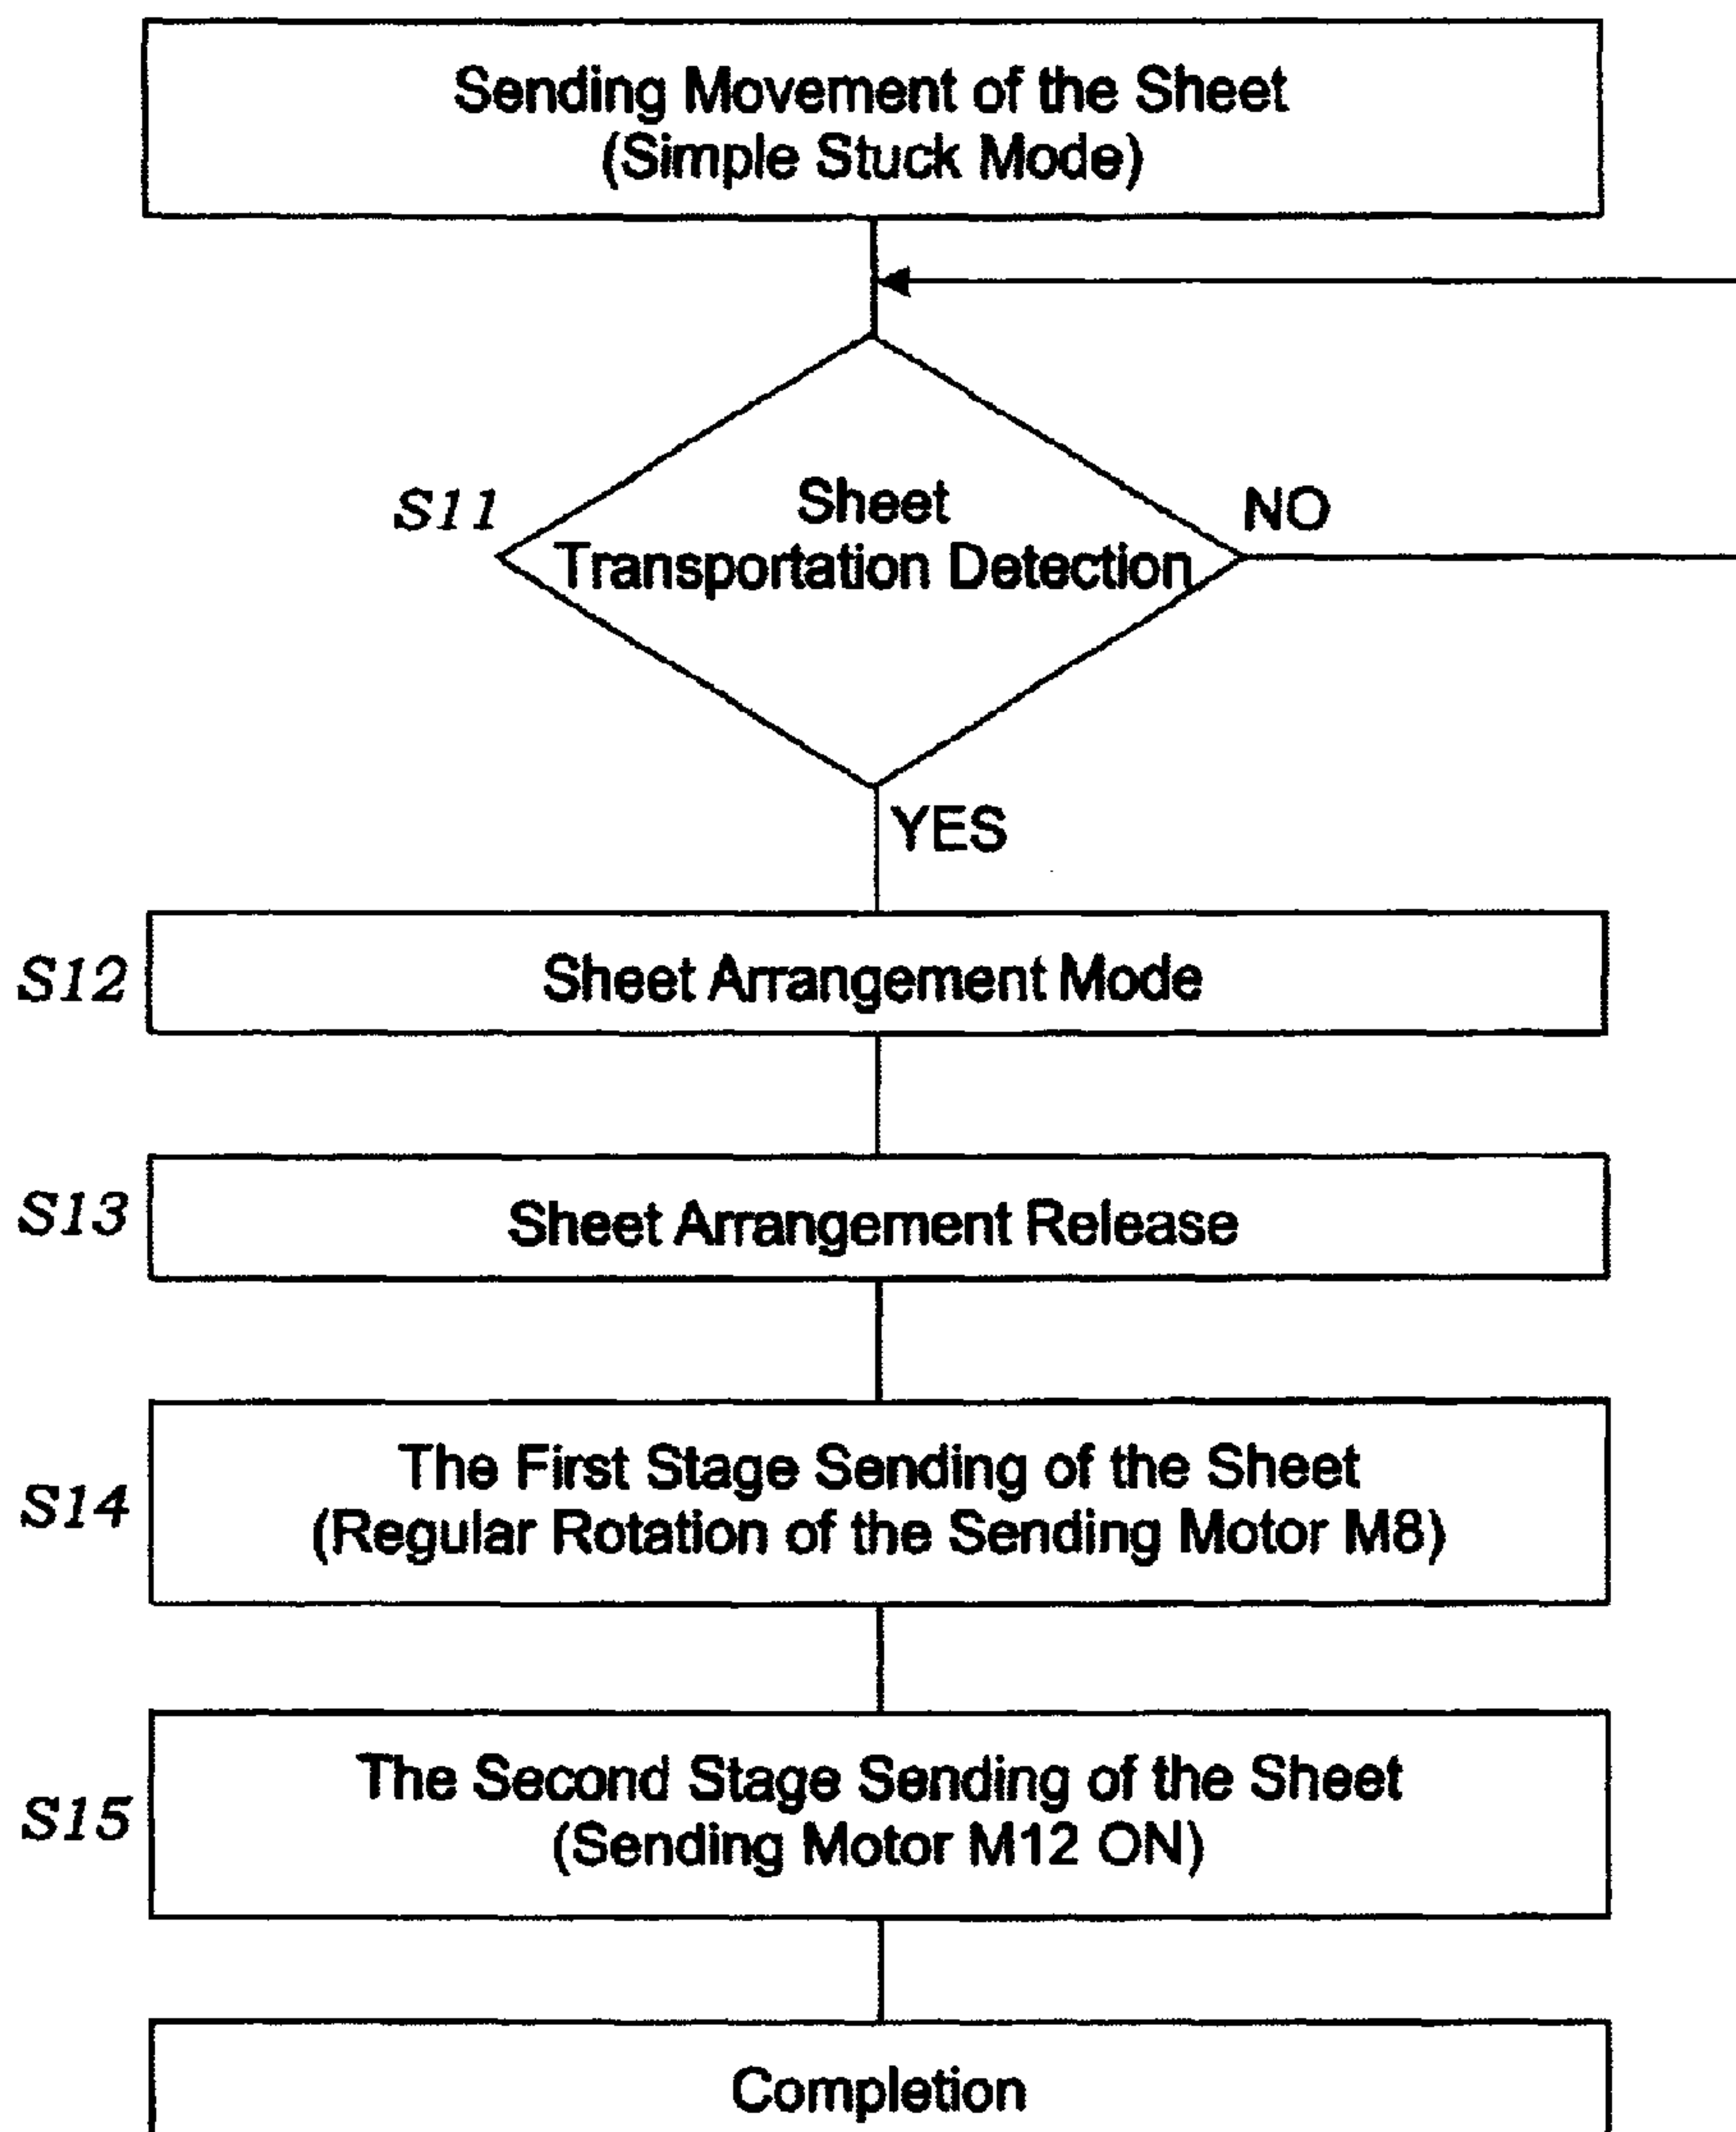 Sending Movement of the Sheet
(Simple Stuck Mode)
S11
Sheet
Transportation Detection
NO
YES
S12
Sheet Arrangement Mode
S13
Sheet Arrangement Release
S14
The First Stage Sending of the Sheet
(Regular Rotation of the Sending Motor M8)
S15
The Second Stage Sending of the Sheet
(Sending Motor M12 ON)
Completion